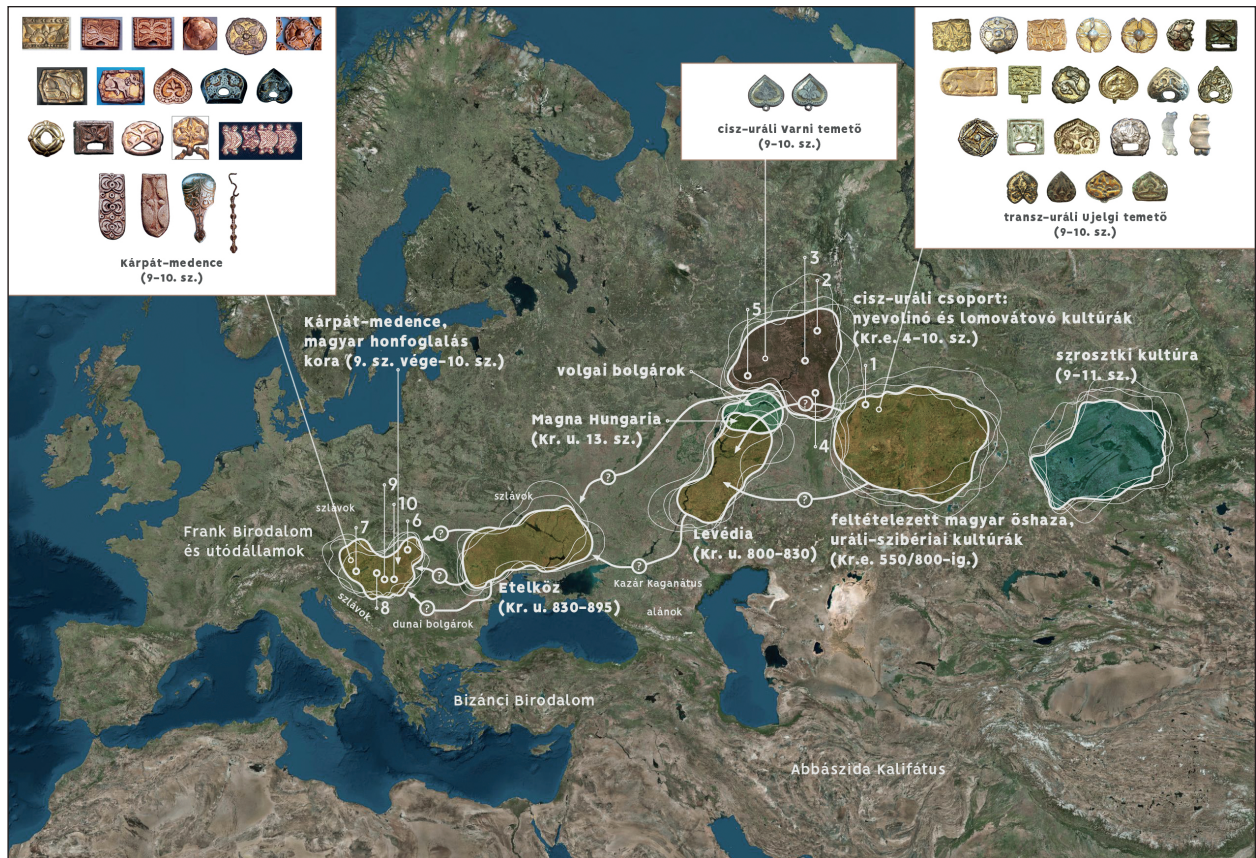 Kárpát-medence
(9-10. sz.)
cisz-uráli Varni temető
(9-10. sz.)
transz-uráli Ujelgi temető
(9-10. sz.)
Kárpát-medence,
magyar honfoglalás
kora (9. sz. vége-10. sz.)
3
2
5
cisz-uráli csoport:
nyevolinó és lomovátovó kultúrák
(Kr.e. 4-10. sz.)
1
szrosztki kultúra
(9-11. sz.)
volgai bolgárok
?
Magna Hungaria
(Kr. u. 13. sz.)
4
?
?
9
10
szlávok
szlávok
6
7
?
Frank Birodalom
és utódállamok
Levédia
(Kr. u. 800-830)
feltételezett magyar őshaza,
uráli-szibériai kultúrák
(Kr.e. 550/800-ig.)
?
?
Kazár Kaganátus
Etelköz
(Kr. u. 830-895)
8
?
szlávok
dunai bolgárok
alánok
Bizánci Birodalom
Abbászida Kalifátus